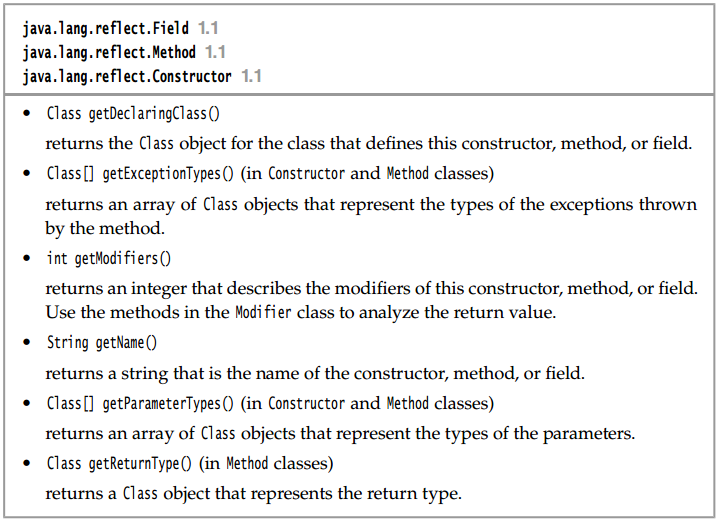 java.lang.reflect.Field 1.1
java.lang.reflect.Method 1.1
java.lang.reflect.Constructor 1.1
• Class getDeclaringClass()
returns the Class object for the class that defines this constructor, method, or field.
• Class[] getExceptionTypes() (in Constructor and Method classes)
returns an array of Class objects that represent the types of the exceptions thrown
by the method.
• int getModifiers()
returns an integer that describes the modifiers of this constructor, method, or field.
Use the methods in the Modifier class to analyze the return value.
• String getName()
returns a string that is the name of the constructor, method, or field.
• Class[] getParameterTypes() (in Constructor and Method classes)
returns an array of Class objects that represent the types of the parameters.
• Class getReturnType() (in Method classes)
returns a Class object that represents the return type.